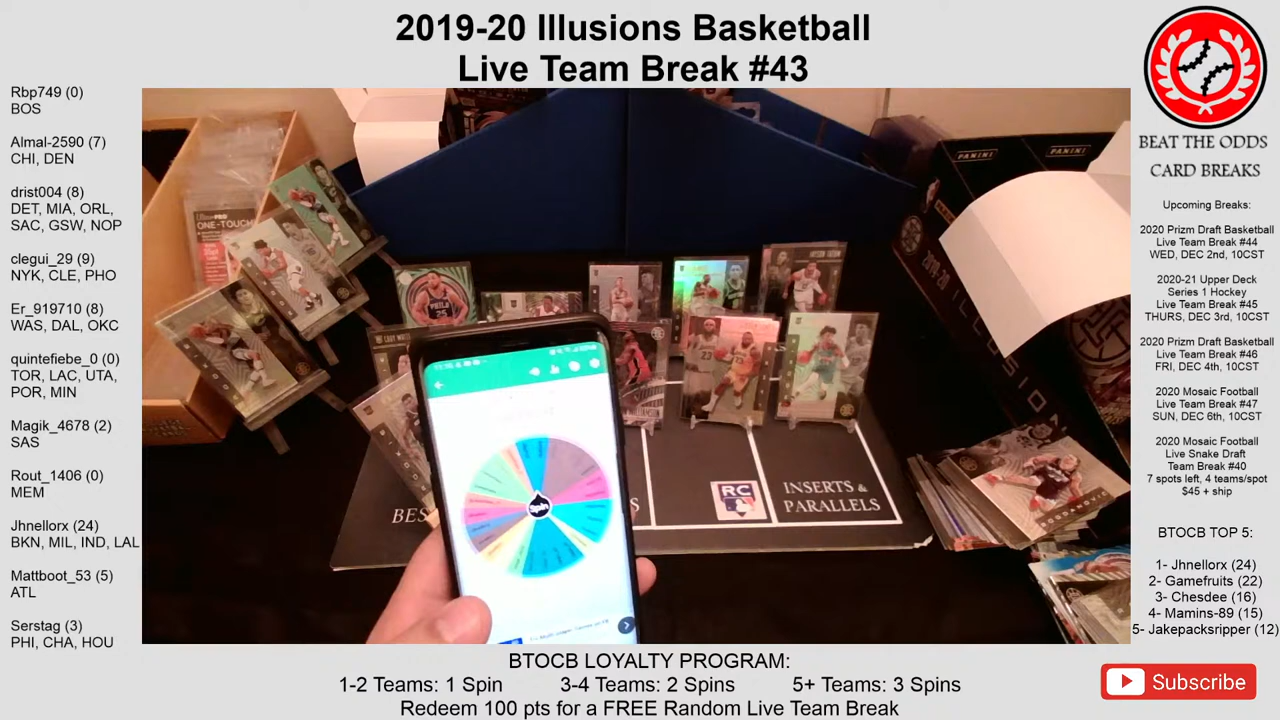 2019-20 Illusions Basketball
Live Team Break #43
Rbp749 (0)
BOS
Almal-2590 (7)
CHI, DEN
drist004 (8)
DET, MIA, ORL,
SAC, GSW, NOP
clegui_29 (9)
NYK, CLE, PHO
Er_919710 (8)
WAS, DAL, OKC
quintefiebe_0 (0)
TOR, LAC, UTA,
POR, MIN
Magik_4678 (2)
SAS
Rout_1406 (0)
MEM
Jhnellorx (24)
BKN, MIL, IND, LAL
Mattboot_53 (5)
ATL
Serstag (3)
PHI, CHA, HOU
ONE-TOUCH
PHILA
25
23
23
Spin
BES
S
RC
INSERTS &
PARALLELS
PANINI
PANINI
BEAT THE ODDS
CARD BREAKS
Upcoming Breaks:
2020 Prizm Draft Basketball
Live Team Break #44
WED, DEC 2nd, 10CST
2020-21 Upper Deck
Series 1 Hockey
Live Team Break #45
THURS, DEC 3rd, 10CST
2020 Prizm Draft Basketball
Live Team Break #46
FRI, DEC 4th, 10CST
2020 Mosaic Football
Live Team Break #47
SUN, DEC 6th, 10CST
2020 Mosaic Football
Live Snake Draft
Team Break #40
7 spots left, 4 teams/spot
$45 + ship
BTOCB TOP 5:
1- Jhnellorx (24)
2- Gamefruits (22)
3- Chesdee (16)
4- Mamins-89 (15)
5- Jakepacksripper (12)
BTOCB LOYALTY PROGRAM:
1-2 Teams: 1 Spin 3-4 Teams: 2 Spins 5+ Teams: 3 Spins
Redeem 100 pts for a FREE Random Live Team Break
Subscribe